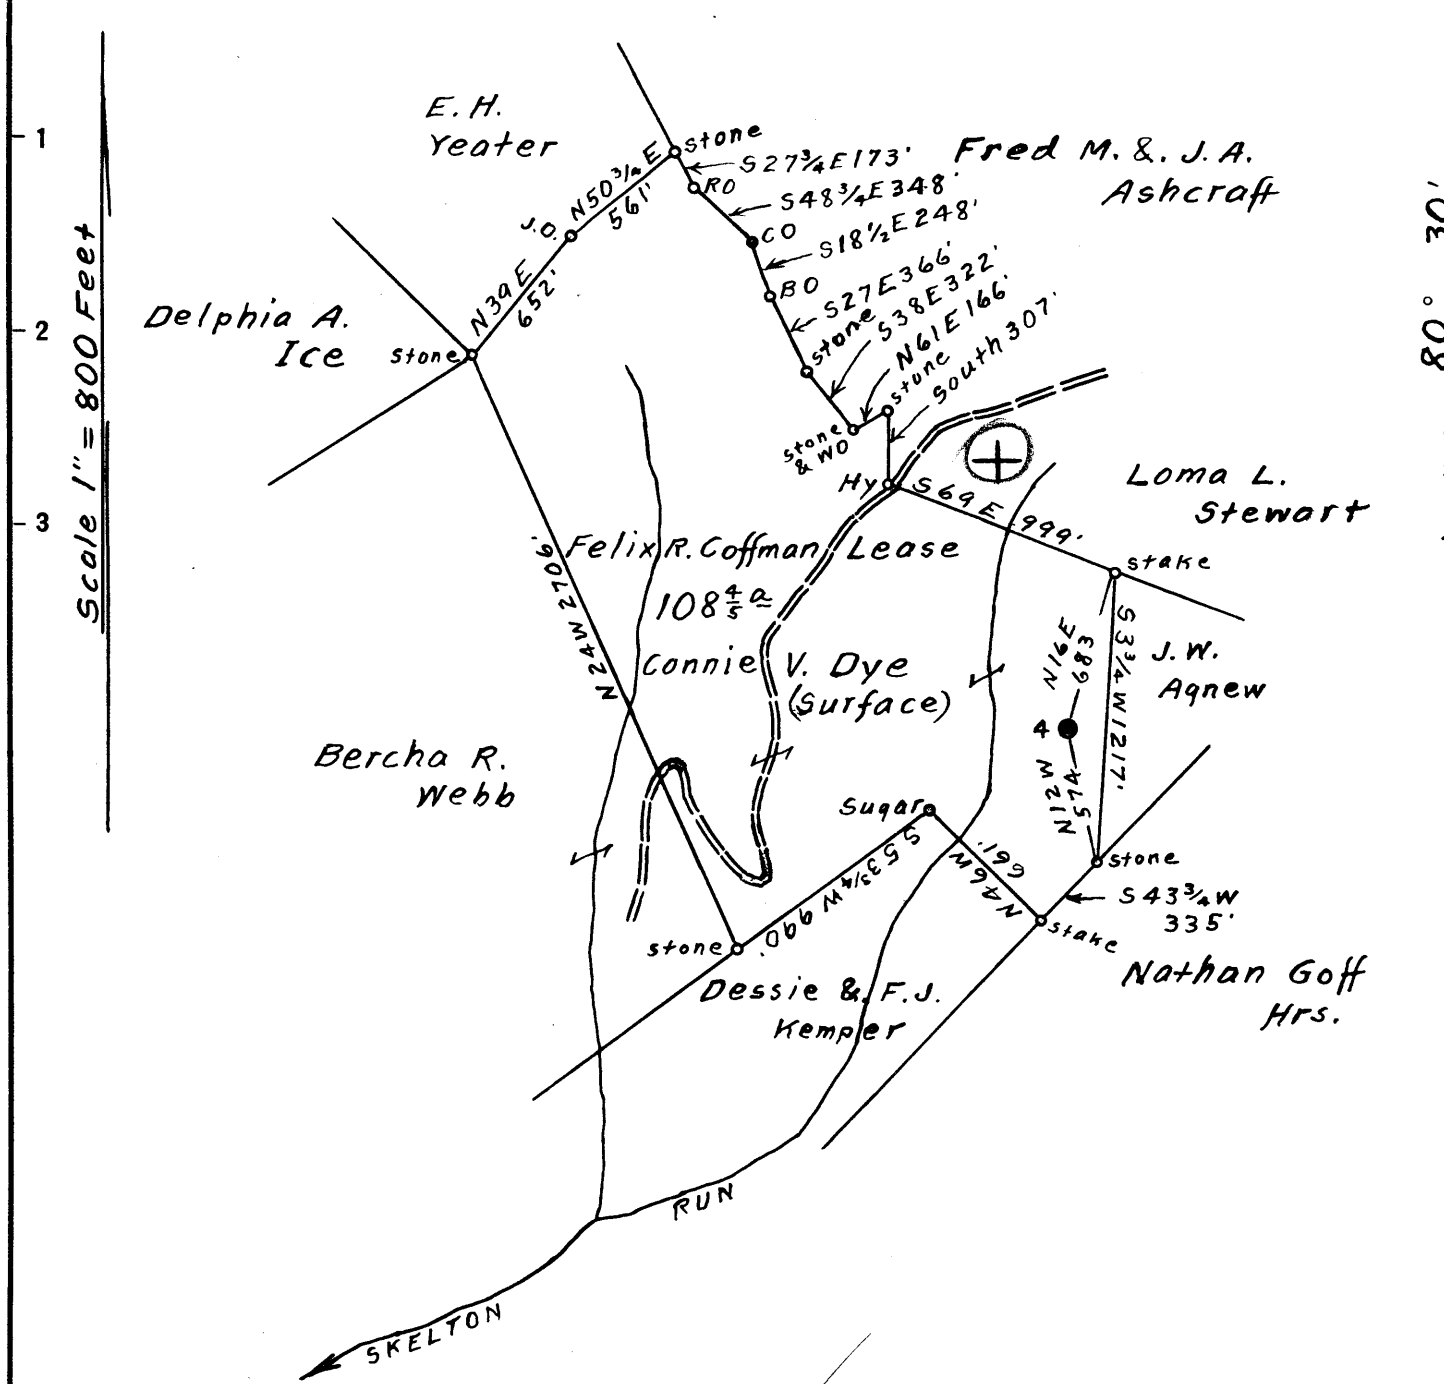 1
2
3
Scale 1"= 800 Feet
80° 30'
E. H.
Yeater
stone
Fred M. & J. A.
Ashcraft
S27¾E173'
RO
S48¾E348'
N50¾E
561'
J.O.
CO
S18½E248'
BO
S27E366'
stone
S38E322'
N61E166'
stone
South307'
N39E
652'
Delphia A.
Ice
stone
stone
& WO
Hy
S69E 999'
Loma L.
Stewart
stake
Felix R. Coffman Lease
108⅘ a
N24W 2706'
Connie V. Dye
(Surface)
N16E
683
S3¾W1217'
J. W.
Agnew
4
N12W
574
Bercha R.
Webb
Sugar
stone
S53¾W 990'
N46W
661'
S43¾W
335'
stone
stake
Nathan Goff
Hrs.
Dessie & F.J.
Kemper
RUN
SKELTON